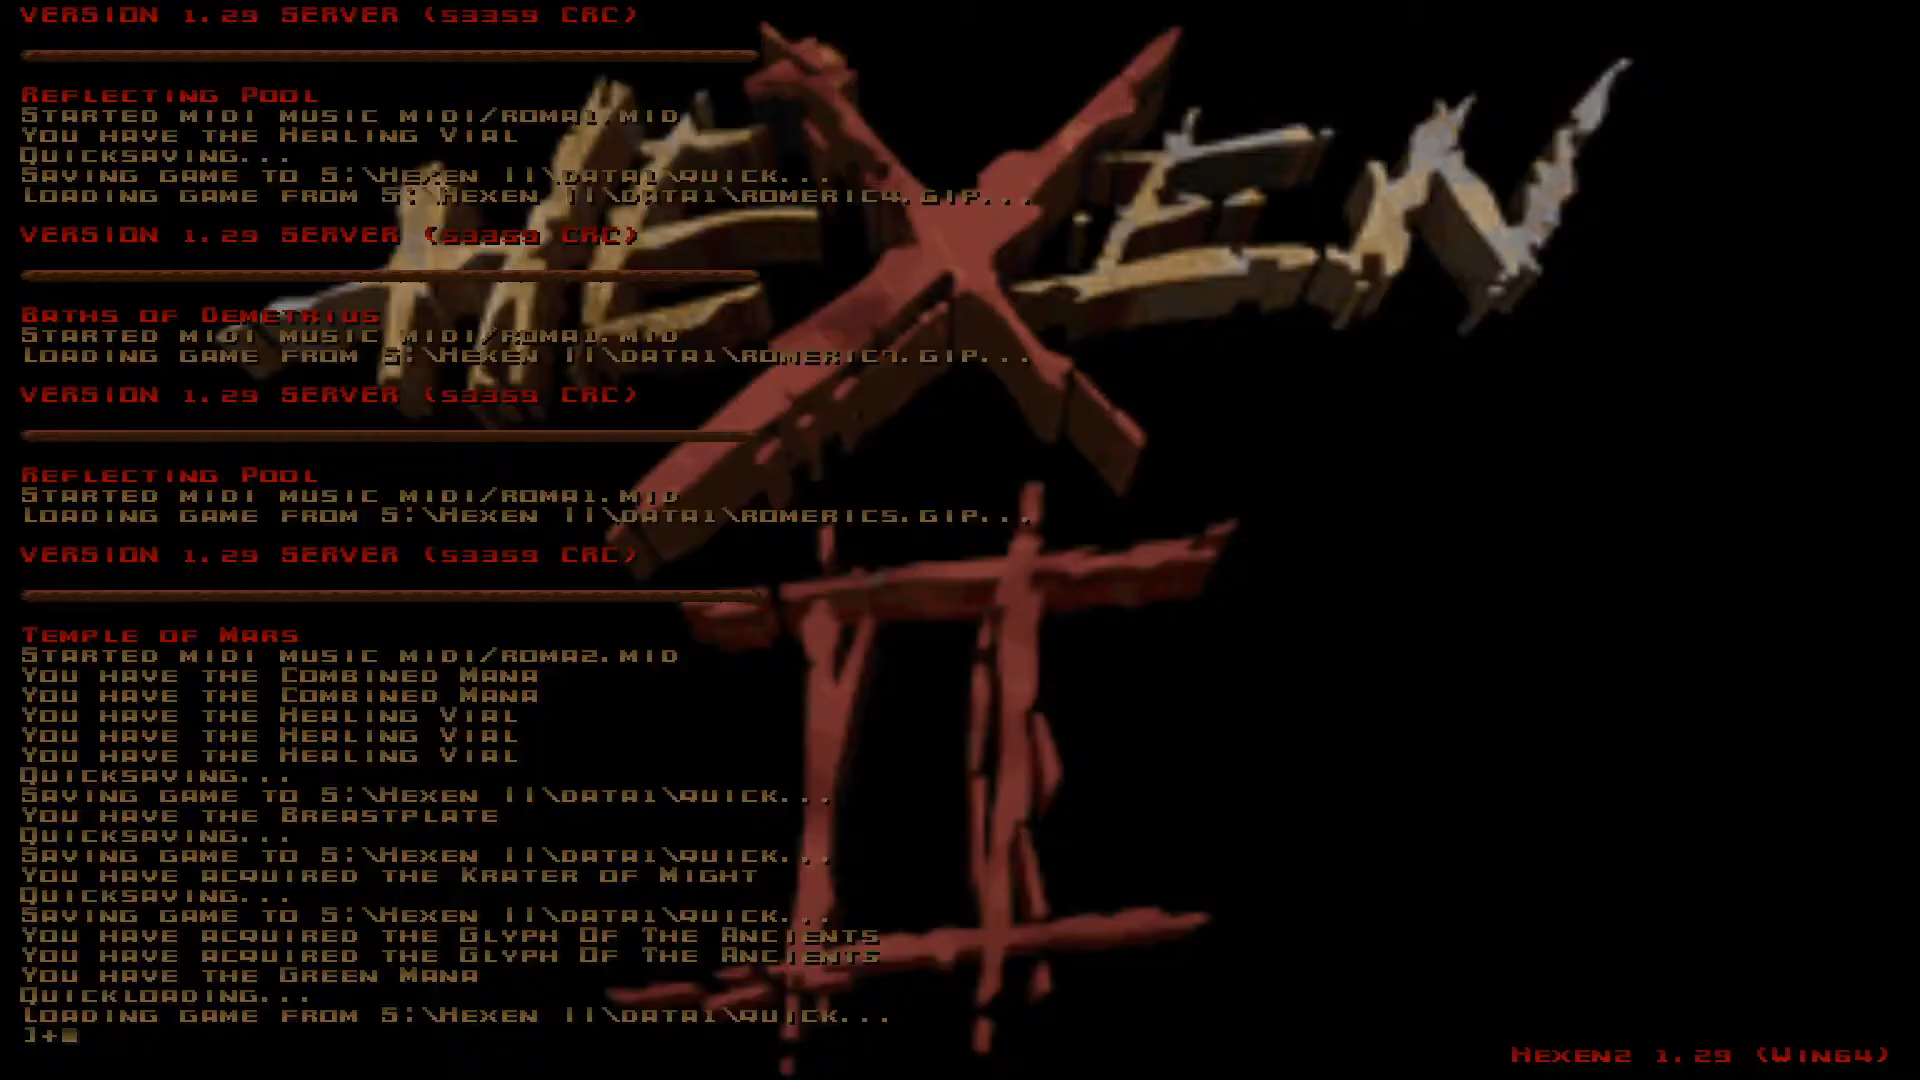 VERSION 1.29 SERVER (53359 CRC)
REFLECTING POOL
STARTED MIDI MUSIC MIDI/ROMA1.MID
YOU HAVE THE HEALING VIAL
QUICKSAVING...
SAVING GAME TO S:\HEXEN II\DATA1\QUICK...
LOADING GAME FROM S:\HEXEN II\DATA1\ROMERIC4.GIP...
VERSION 1.29 SERVER (53359 CRC)
BATHS OF DEMETRIUS
STARTED MIDI MUSIC MIDI/ROMA1.MID
LOADING GAME FROM S:\HEXEN II\DATA1\ROMERIC7.GIP...
VERSION 1.29 SERVER (53359 CRC)
REFLECTING POOL
STARTED MIDI MUSIC MIDI/ROMA1.MID
LOADING GAME FROM S:\HEXEN II\DATA1\ROMERIC5.GIP...
VERSION 1.29 SERVER (53359 CRC)
TEMPLE OF MARS
STARTED MIDI MUSIC MIDI/ROMA2.MID
YOU HAVE THE COMBINED MANA
YOU HAVE THE COMBINED MANA
YOU HAVE THE HEALING VIAL
YOU HAVE THE HEALING VIAL
YOU HAVE THE HEALING VIAL
QUICKSAVING...
SAVING GAME TO S:\HEXEN II\DATA1\QUICK...
YOU HAVE THE BREASTPLATE
QUICKSAVING...
SAVING GAME TO S:\HEXEN II\DATA1\QUICK...
YOU HAVE ACQUIRED THE KRATER OF MIGHT
QUICKSAVING...
SAVING GAME TO S:\HEXEN II\DATA1\QUICK...
YOU HAVE ACQUIRED THE GLYPH OF THE ANCIENTS
YOU HAVE ACQUIRED THE GLYPH OF THE ANCIENTS
YOU HAVE THE GREEN MANA
QUICKLOADING...
LOADING GAME FROM S:\HEXEN II\DATA1\QUICK...
]+
HEXEN
II
HEXEN2 1.29 (WIN64)